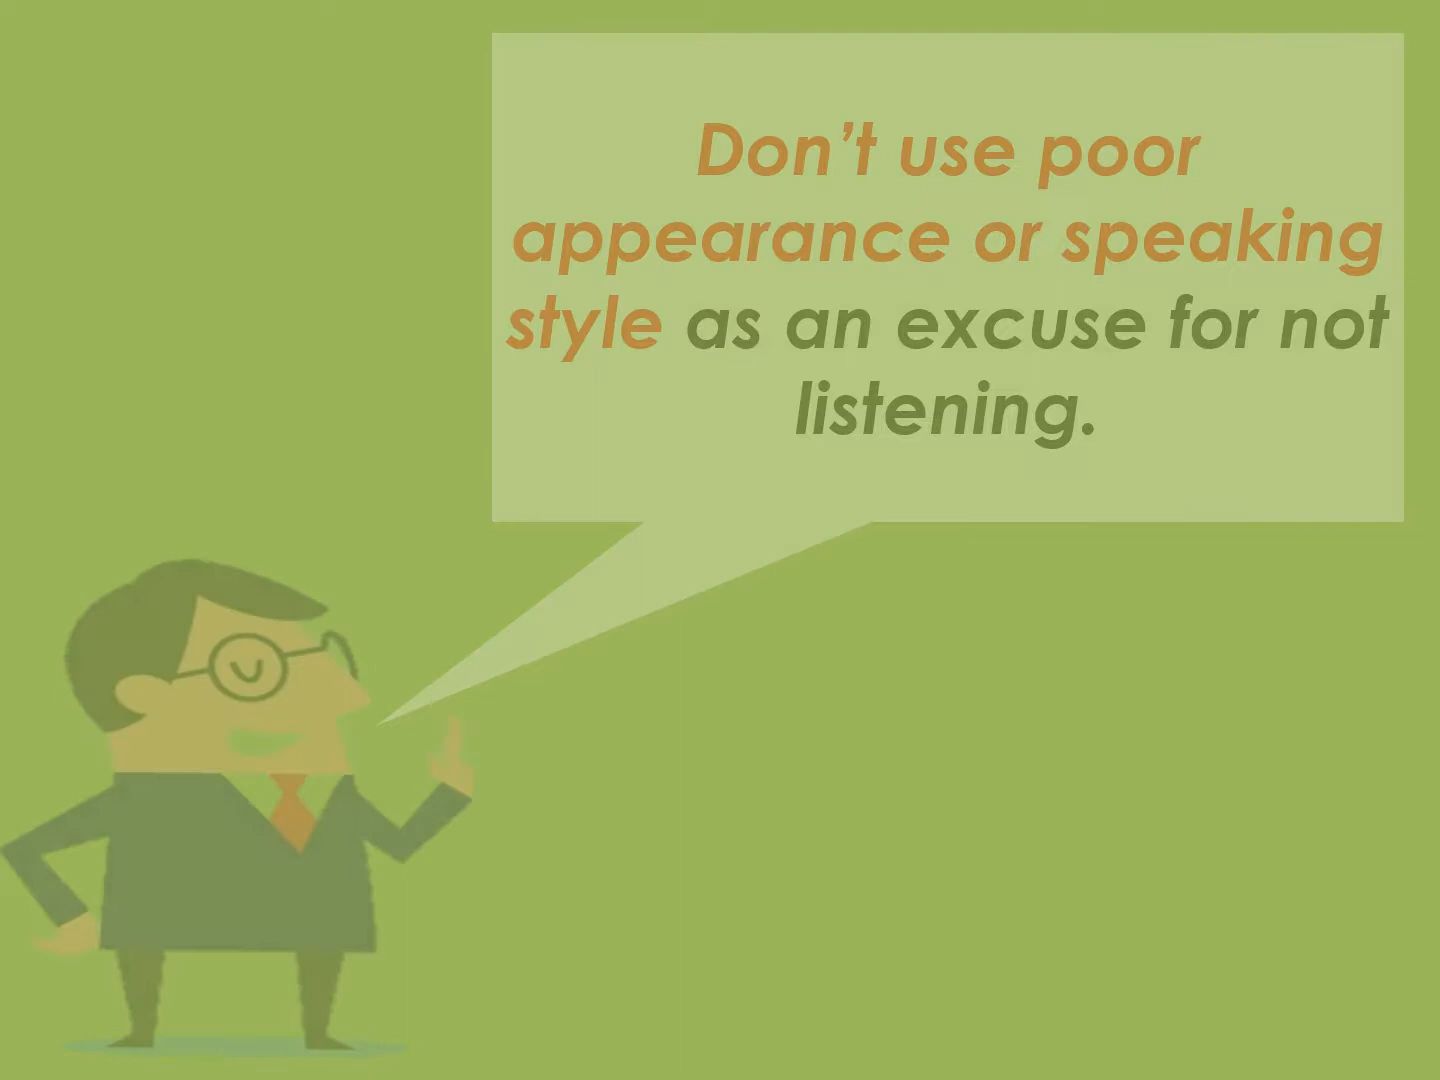 Don’t use poor
appearance or speaking
style as an excuse for not
listening.